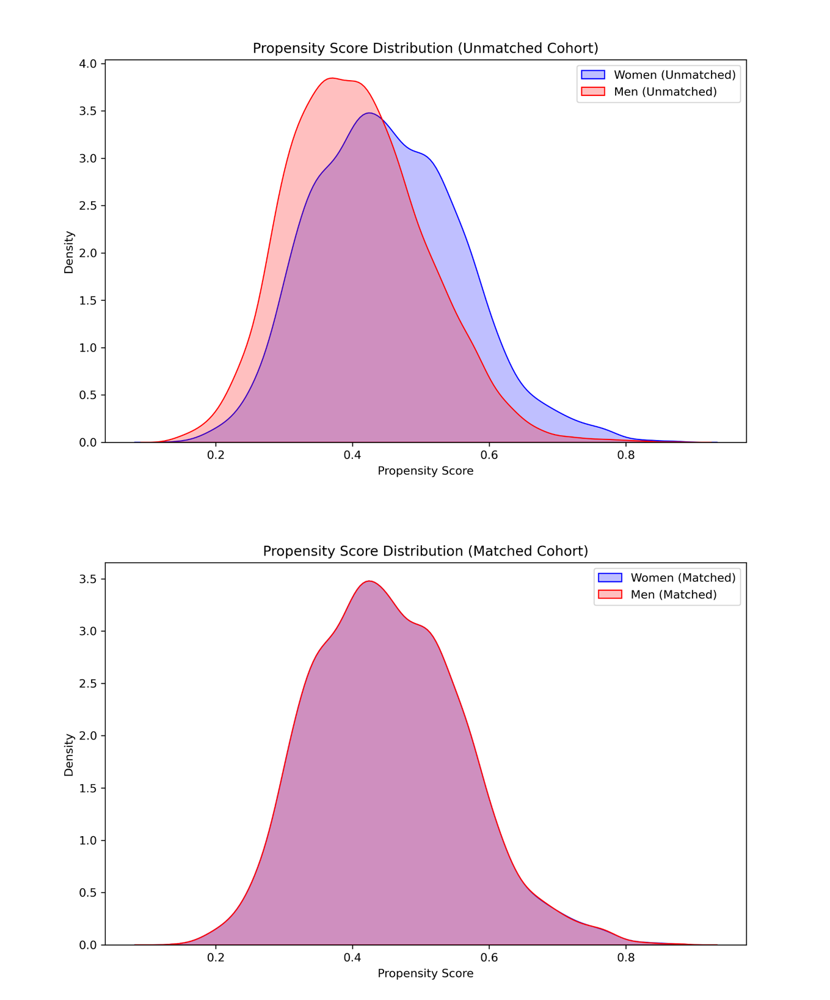 Propensity Score Distribution (Unmatched Cohort)
Women (Unmatched)
Men (Unmatched)
4.0
3.5
3.0
2.5
2.0
1.5
1.0
0.5
0.0
Density
0.2 0.4 0.6 0.8
Propensity Score
Propensity Score Distribution (Matched Cohort)
Women (Matched)
Men (Matched)
3.5
3.0
2.5
2.0
1.5
1.0
0.5
0.0
Density
0.2 0.4 0.6 0.8
Propensity Score